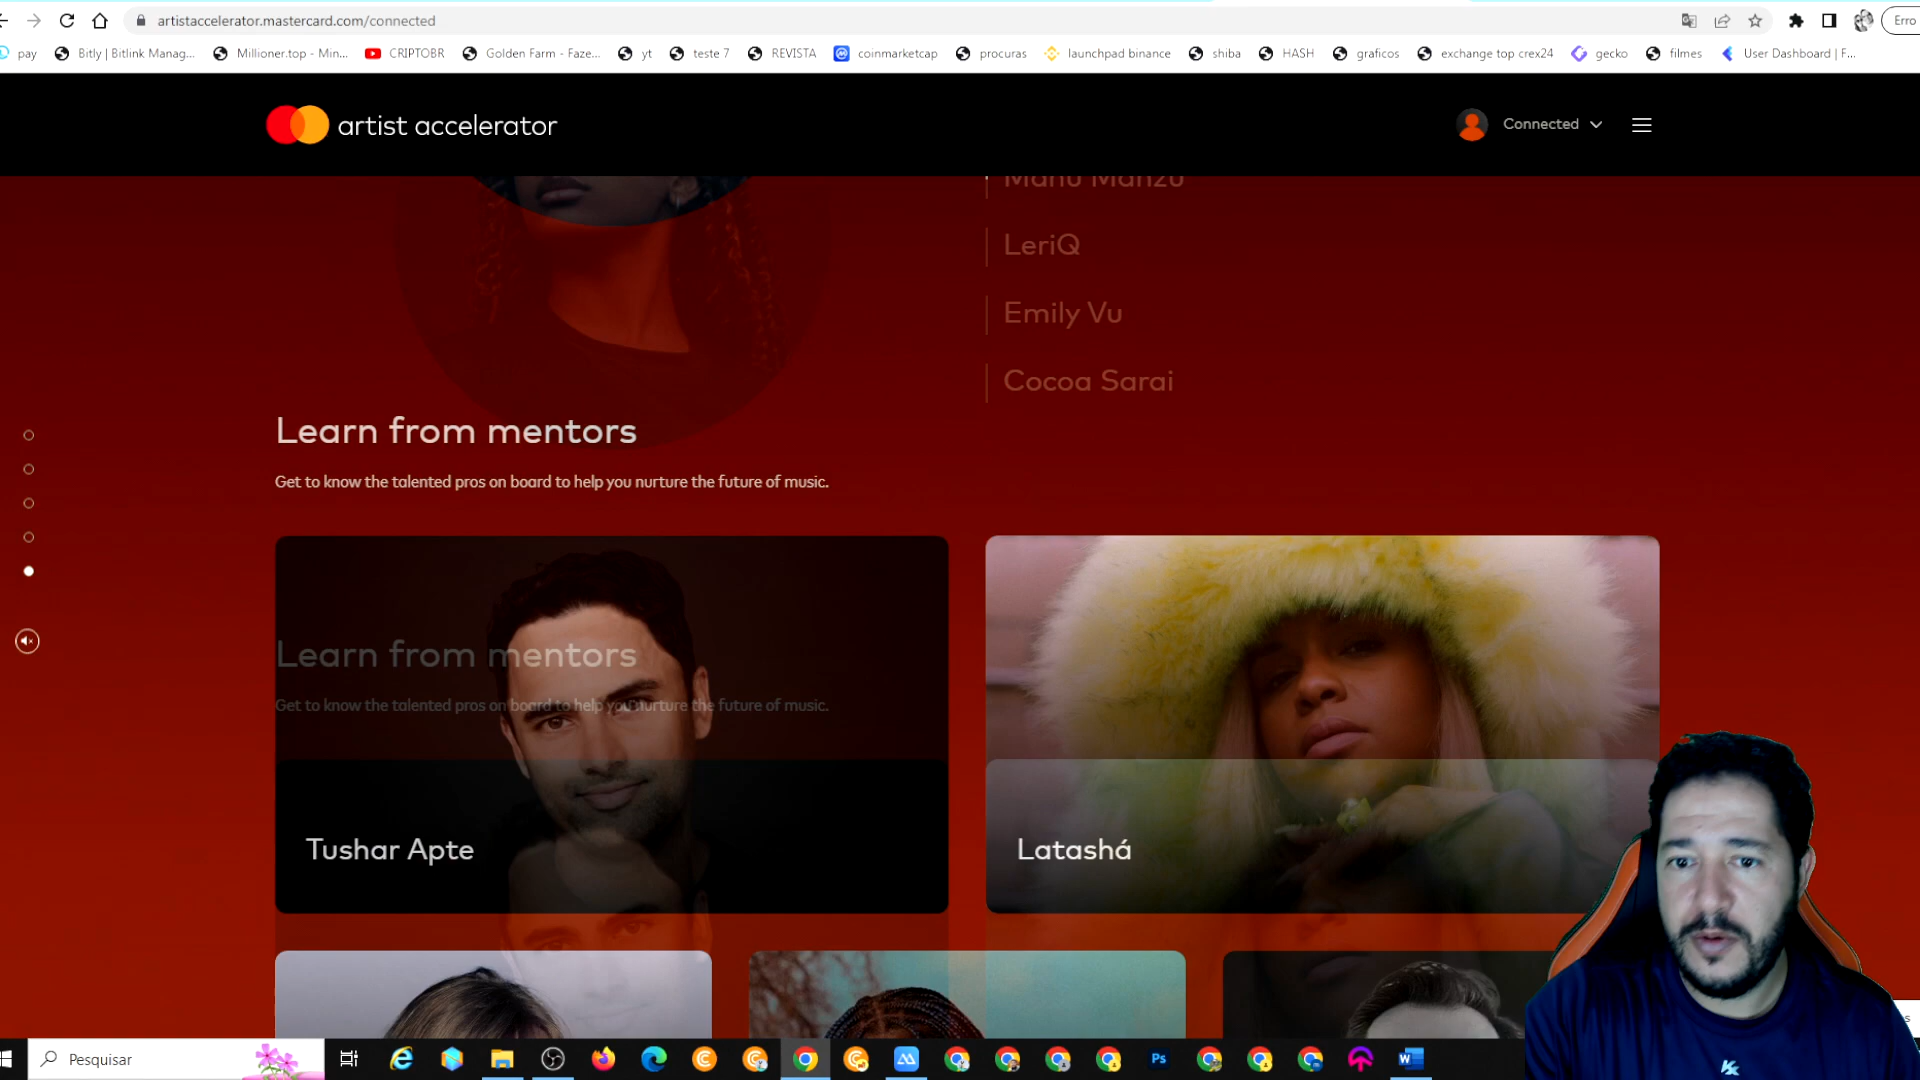 artistaccelerator.mastercard.com/connected
Erro
pay
Bitly | Bitlink Manag...
Millioner.top - Min...
CRIPTOBR
Golden Farm - Faze...
yt
teste 7
REVISTA
coinmarketcap
procuras
launchpad binance
shiba
HASH
graficos
exchange top crex24
gecko
filmes
User Dashboard | F...
artist accelerator
Connected
Manu Manzu
LeriQ
Emily Vu
Cocoa Sarai
Learn from mentors
Get to know the talented pros on board to help you nurture the future of music.
Learn from mentors
Get to know the talented pros on board to help you nurture the future of music.
Tushar Apte
Latashá
Pesquisar
Ps